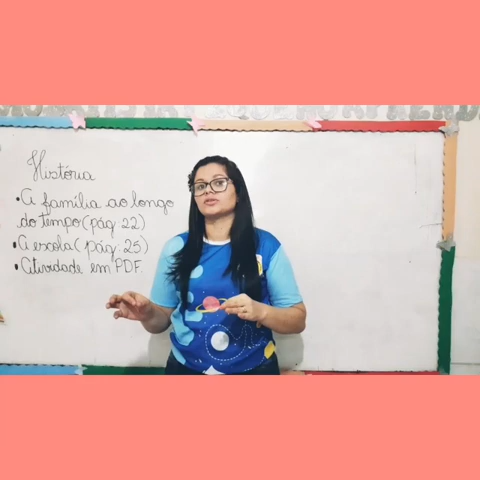 História
• A família ao longo
do tempo (pág 22)
• A escola (pág. 25)
• Atividade em PDF.